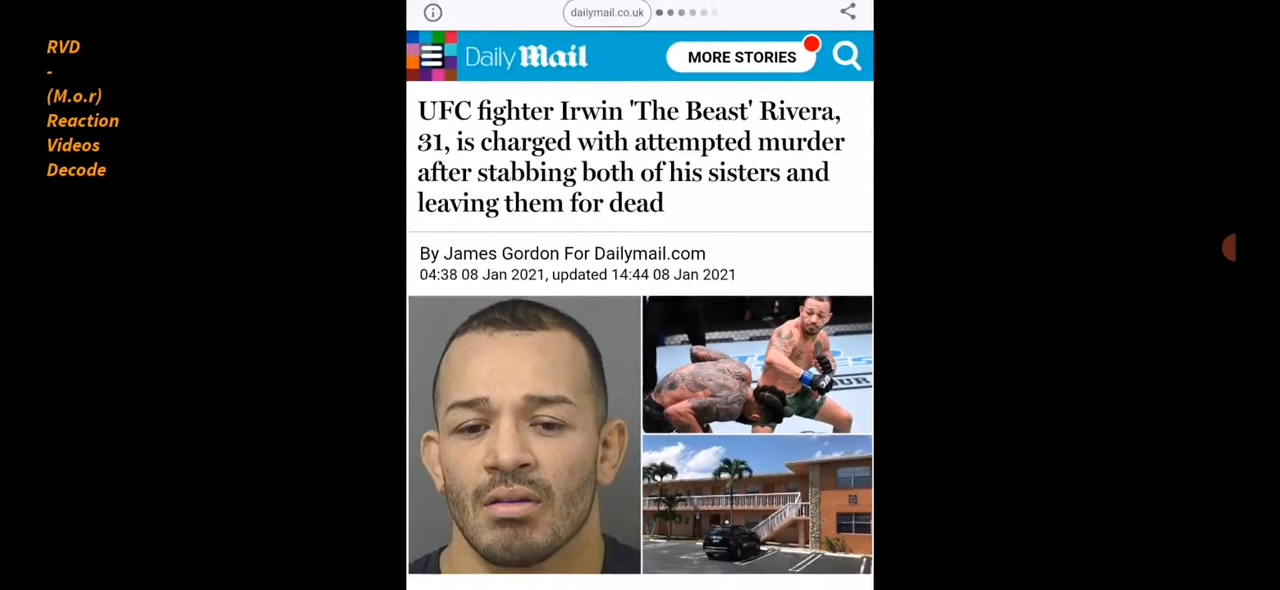 RVD
-
(M.o.r)
Reaction
Videos
Decode
dailymail.co.uk
Daily Mail
MORE STORIES
UFC fighter Irwin 'The Beast' Rivera,
31, is charged with attempted murder
after stabbing both of his sisters and
leaving them for dead
By James Gordon For Dailymail.com
04:38 08 Jan 2021, updated 14:44 08 Jan 2021